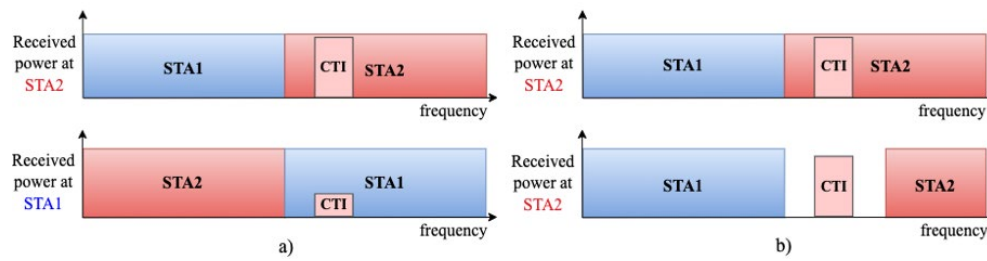 Received
power at
STA2
STA1
CTI
STA2
frequency
Received
power at
STA1
STA2
CTI
STA1
frequency
a)
Received
power at
STA2
STA1
CTI
STA2
frequency
Received
power at
STA2
STA1
CTI
STA2
frequency
b)